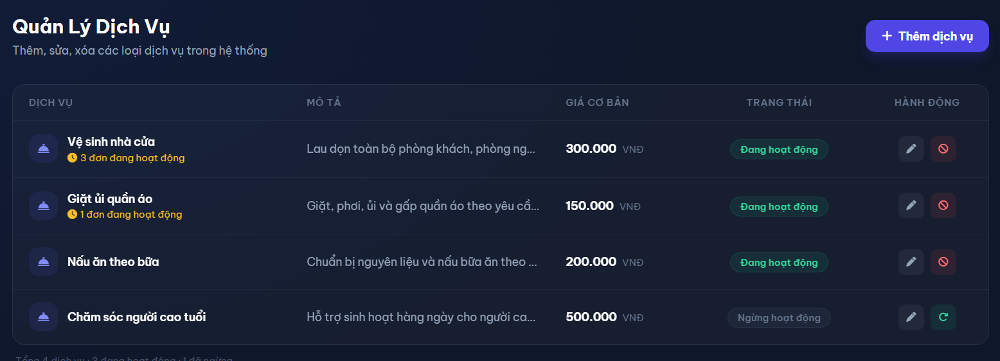 Quản Lý Dịch Vụ
Thêm, sửa, xóa các loại dịch vụ trong hệ thống
+ Thêm dịch vụ
DỊCH VỤ MÔ TẢ GIÁ CƠ BẢN TRẠNG THÁI HÀNH ĐỘNG
Vệ sinh nhà cửa
3 đơn đang hoạt động
Lau dọn toàn bộ phòng khách, phòng ng...
300.000 VNĐ
Đang hoạt động
Giặt ủi quần áo
1 đơn đang hoạt động
Giặt, phơi, ủi và gấp quần áo theo yêu cầ...
150.000 VNĐ
Đang hoạt động
Nấu ăn theo bữa
Chuẩn bị nguyên liệu và nấu bữa ăn theo ...
200.000 VNĐ
Đang hoạt động
Chăm sóc người cao tuổi
Hỗ trợ sinh hoạt hàng ngày cho người ca...
500.000 VNĐ
Ngừng hoạt động
Tổng 4 dịch vụ · 3 đang hoạt động · 1 đã ngừng